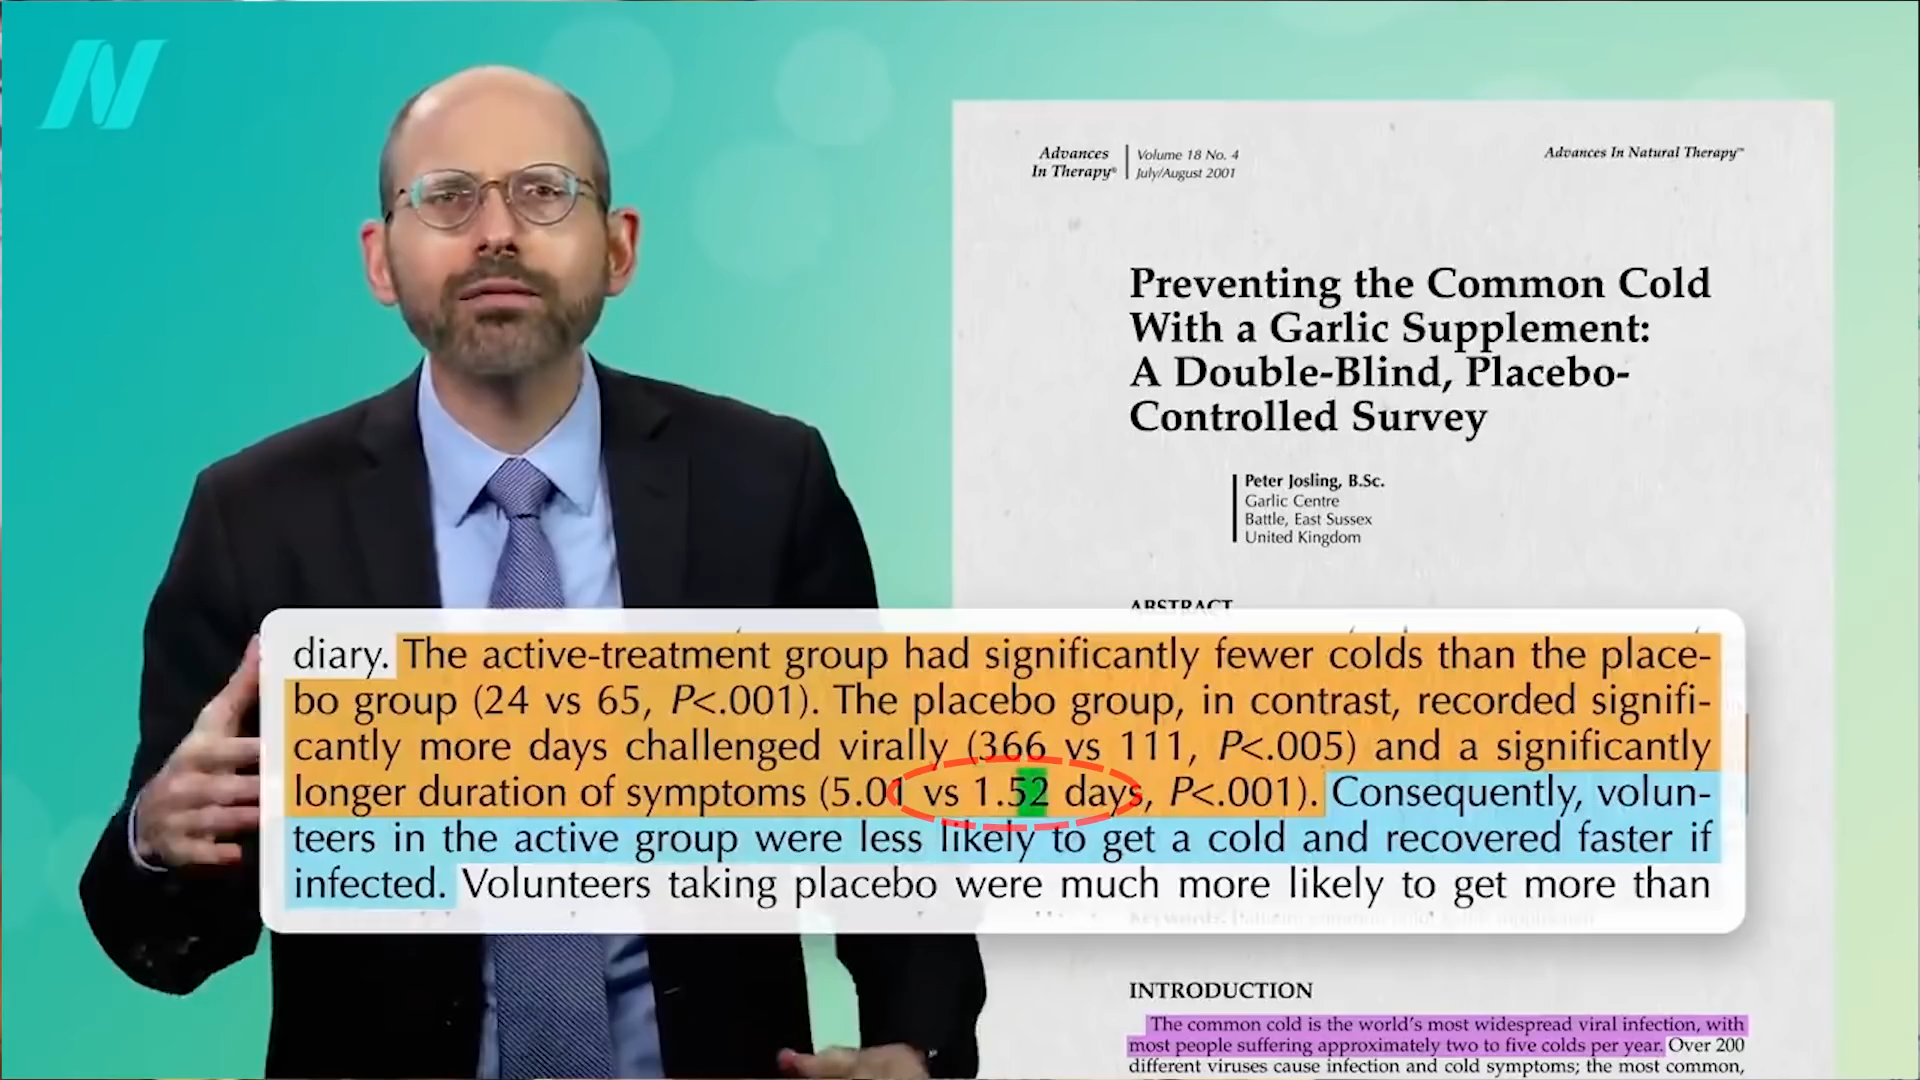 Advances
In Therapy®
Volume 18 No. 4
July/August 2001
Advances In Natural Therapy™
Preventing the Common Cold
With a Garlic Supplement:
A Double-Blind, Placebo-
Controlled Survey
Peter Josling, B.Sc.
Garlic Centre
Battle, East Sussex
United Kingdom
ABSTRACT
diary. The active-treatment group had significantly fewer colds than the place-
bo group (24 vs 65, P<.001). The placebo group, in contrast, recorded signifi-
cantly more days challenged virally (366 vs 111, P<.005) and a significantly
longer duration of symptoms (5.01 vs 1.52 days, P<.001). Consequently, volun-
teers in the active group were less likely to get a cold and recovered faster if
infected. Volunteers taking placebo were much more likely to get more than
INTRODUCTION
The common cold is the world's most widespread viral infection, with
most people suffering approximately two to five colds per year. Over 200
different viruses cause infection and cold symptoms; the most common,